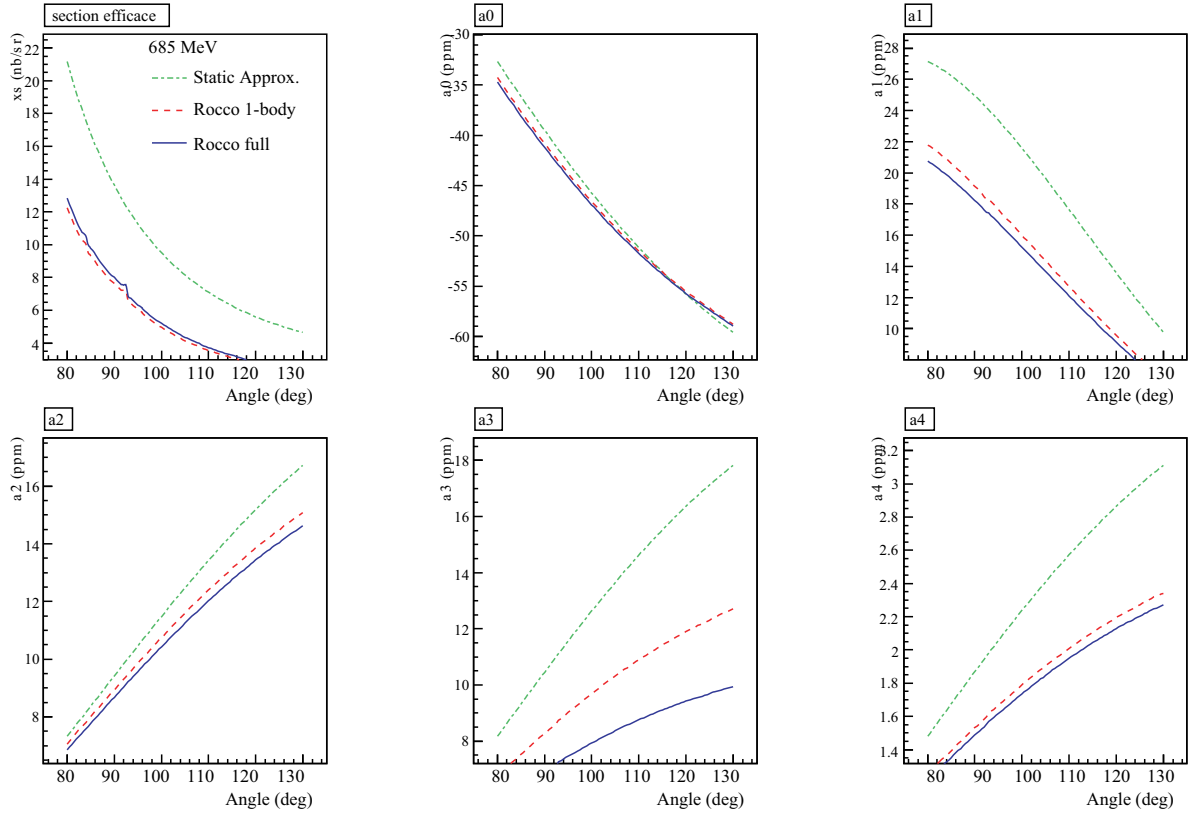 section efficace
xs (nb/sr)
22
20
18
16
14
12
10
8
6
4
685 MeV
Static Approx.
Rocco 1-body
Rocco full
80 90 100 110 120 130
Angle (deg)
a0
a0 (ppm)
-30
-35
-40
-45
-50
-55
-60
80 90 100 110 120 130
Angle (deg)
a1
a1 (ppm)
28
26
24
22
20
18
16
14
12
10
80 90 100 110 120 130
Angle (deg)
a2
a2 (ppm)
16
14
12
10
8
80 90 100 110 120 130
Angle (deg)
a3
a3 (ppm)
18
16
14
12
10
8
80 90 100 110 120 130
Angle (deg)
a4
a4 (ppm)
3.2
3
2.8
2.6
2.4
2.2
2
1.8
1.6
1.4
80 90 100 110 120 130
Angle (deg)